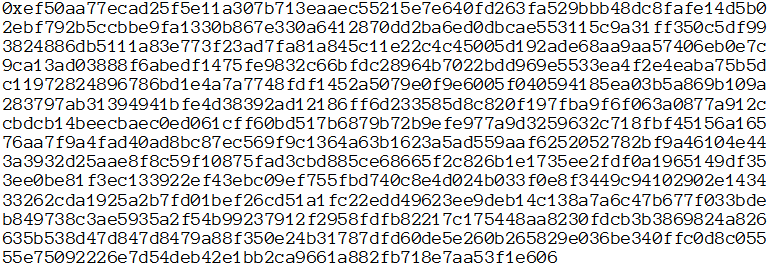 0xef50aa77ecad25f5e11a307b713eaaec55215e7e640fd263fa529bbb48dc8fafe14d5b0
2ebf792b5ccbbe9fa1330b867e330a6412870dd2ba6ed0dbcae553115c9a31ff350c5df99
3824886db5111a83e773f23ad7fa81a845c11e22c4c45005d192ade68aa9aa57406eb0e7c
9ca13ad03888f6abedf1475fe9832c66bfdc28964b7022bdd969e5533ea4f2e4eaba75b5d
c11972824896786bd1e4a7a7748fdf1452a5079e0f9e6005f040594185ea03b5a869b109a
283797ab31394941bfe4d38392ad12186ff6d233585d8c820f197fba9f6f063a0877a912c
cbdcb14beecbaec0ed061cff60bd517b6879b72b9efe977a9d3259632c718fbf45156a165
76aa7f9a4fad40ad8bc87ec569f9c1364a63b1623a5ad559aaf6252052782bf9a46104e44
3a3932d25aae8f8c59f10875fad3cbd885ce68665f2c826b1e1735ee2fdf0a1965149df35
3ee0be81f3ec133922ef43ebc09ef755fbd740c8e4d024b033f0e8f3449c94102902e1434
33262cda1925a2b7fd01bef26cd51a1fc22edd49623ee9deb14c138a7a6c47b677f033bde
b849738c3ae5935a2f54b99237912f2958fdfb82217c175448aa8230fdcb3b3869824a826
635b538d47d847d8479a88f350e24b31787dfd60de5e260b265829e036be340ffc0d8c055
55e75092226e7d54deb42e1bb2ca9661a882fb718e7aa53f1e606